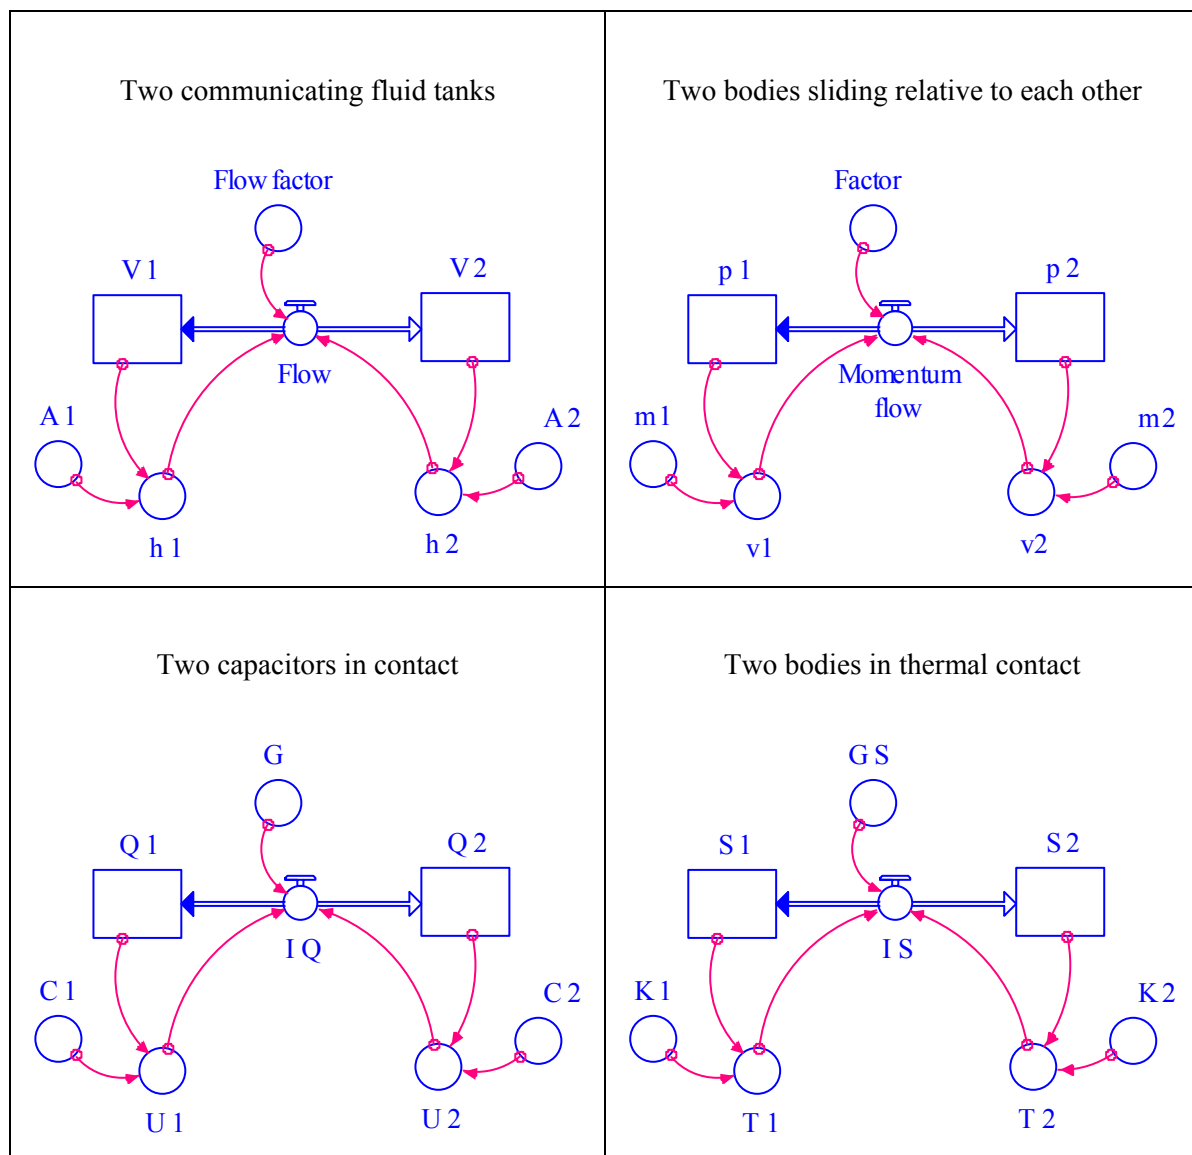 Two communicating fluid tanks
Flow factor
V 1
V 2
Flow
A 1
A 2
h 1
h 2
Two bodies sliding relative to each other
Factor
p 1
p 2
Momentum
flow
m1
m2
v1
v2
Two capacitors in contact
G
Q 1
Q 2
I Q
C 1
C 2
U 1
U 2
Two bodies in thermal contact
G S
S 1
S 2
I S
K 1
K 2
T 1
T 2